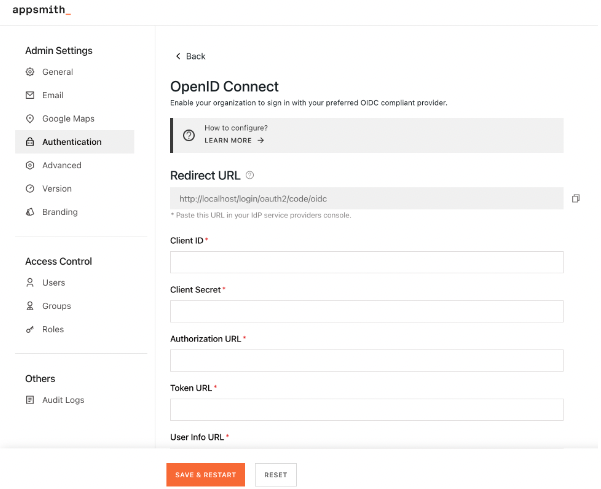 appsmith_
Admin Settings
General
Email
Google Maps
Authentication
Advanced
Version
Branding
Access Control
Users
Groups
Roles
Others
Audit Logs
Back
OpenID Connect
Enable your organization to sign in with your preferred OIDC compliant provider.
How to configure?
LEARN MORE →
Redirect URL
http://localhost/login/oauth2/code/oidc
* Paste this URL in your IdP service providers console.
Client ID *
Client Secret *
Authorization URL *
Token URL *
User Info URL *
SAVE & RESTART
RESET